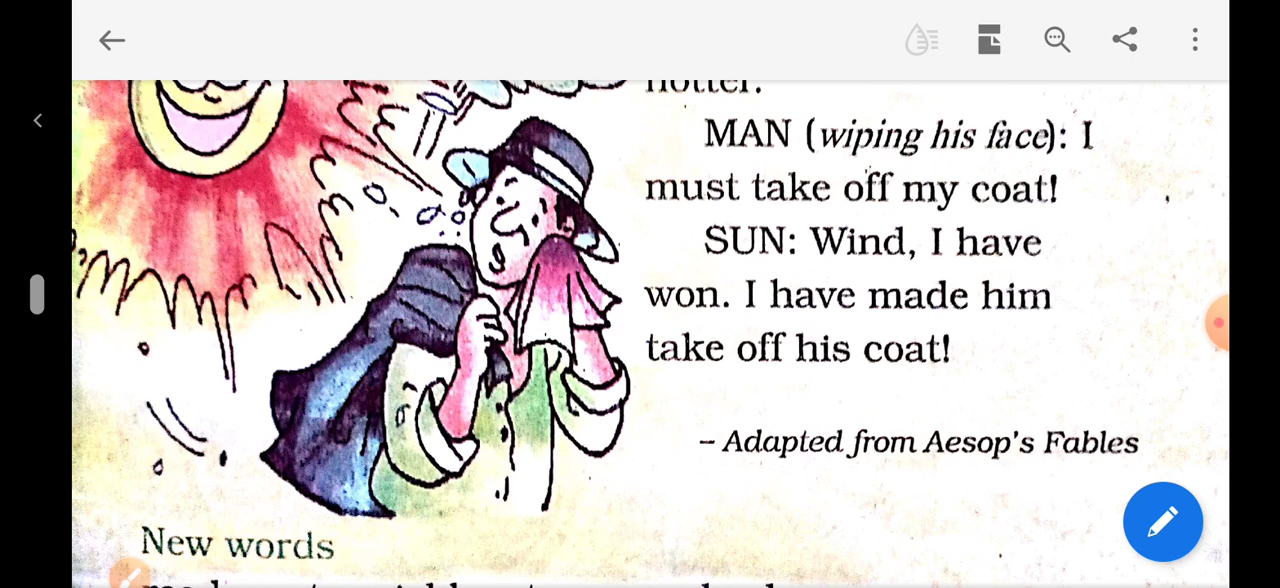 hotter.
MAN (wiping his face): I
must take off my coat!
SUN: Wind, I have
won. I have made him
take off his coat!
– Adapted from Aesop's Fables
New words